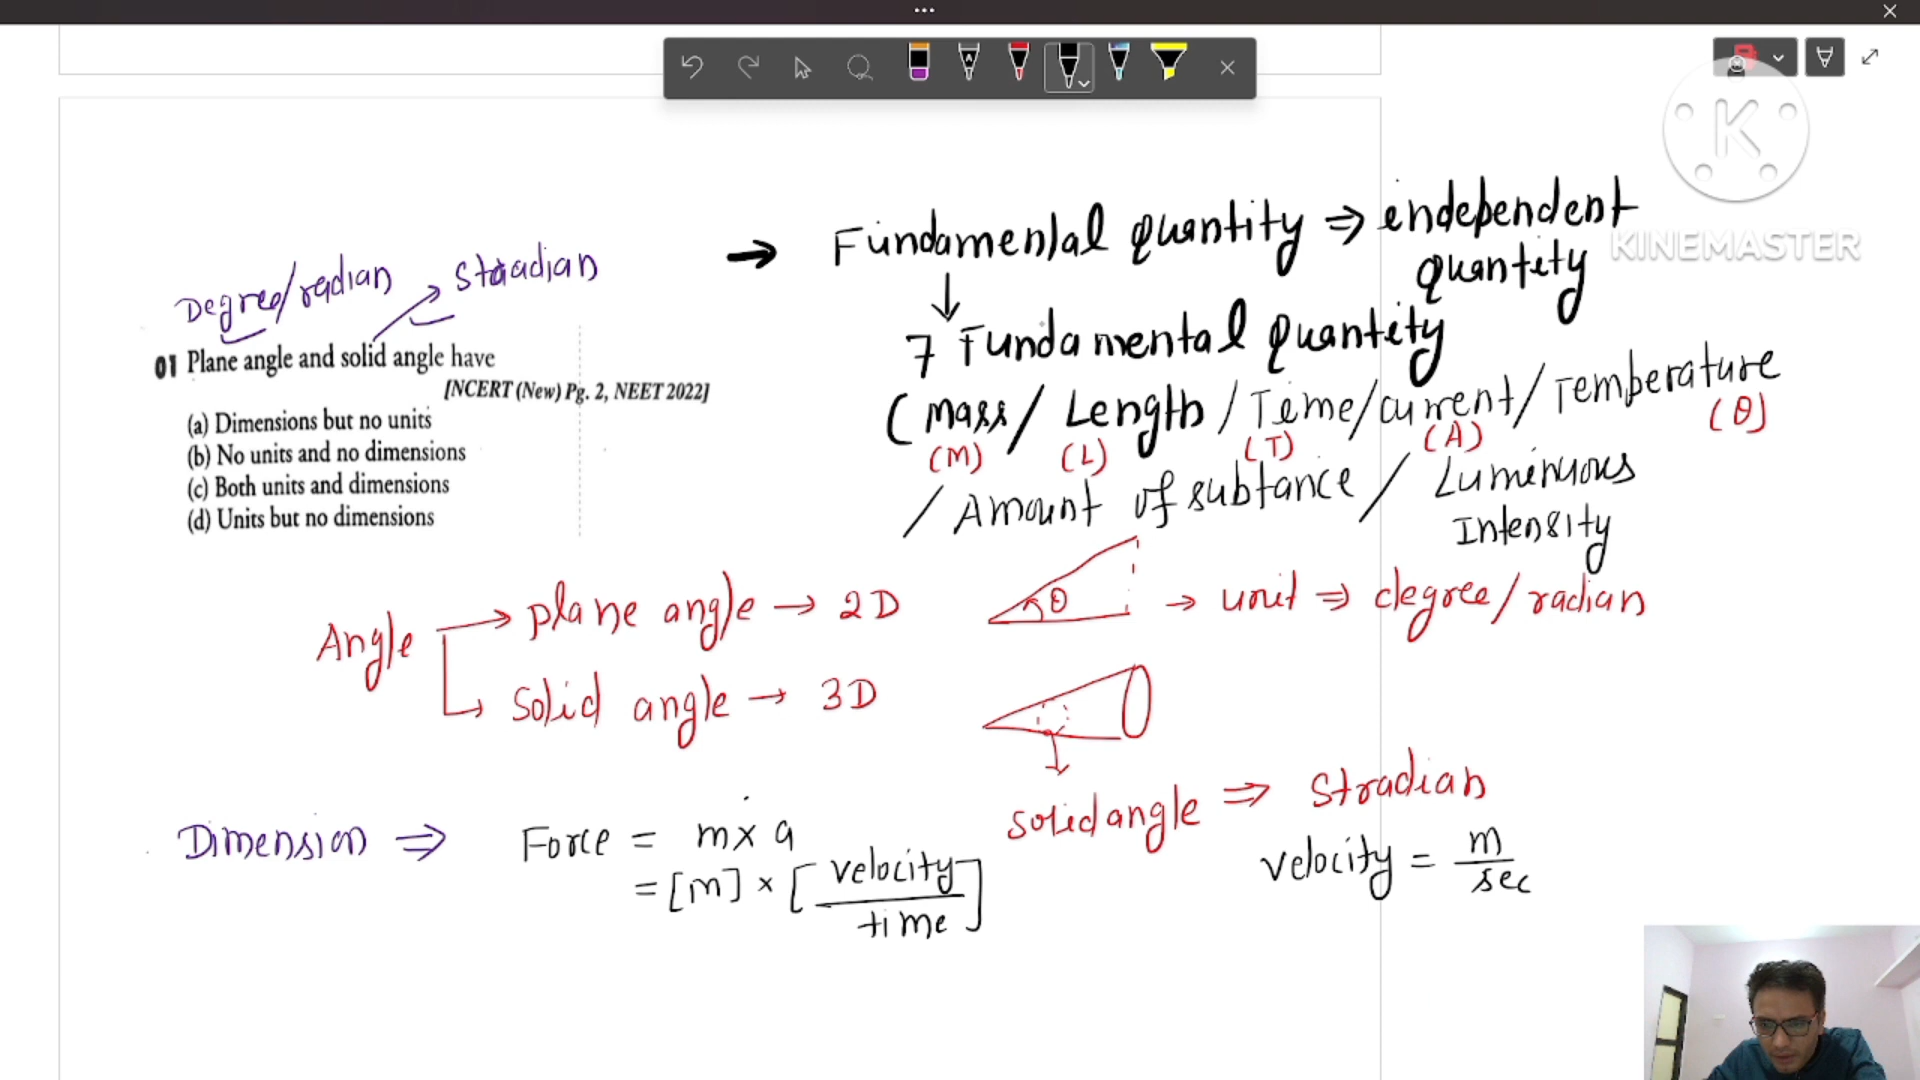 KINEMASTER
→ Fundamental quantity ⇒ endependent quantity
↓
7 Fundamental quantity
(Mass / Length / Time / current / Temperature
(M) (L) (T) (A) (θ)
/ Amount of subtance / Luminuous Intensity
Degree/radian
01 Plane angle and solid angle have
[NCERT (New) Pg. 2, NEET 2022]
(a) Dimensions but no units
(b) No units and no dimensions
(c) Both units and dimensions
(d) Units but no dimensions
Angle → plane angle → 2D θ → unit ⇒ degree/radian
↳ Solid angle → 3D
solid angle ⇒ Stradian
Dimension ⇒ Force = m x a
= [m] × [velocity/time]
velocity = m/sec